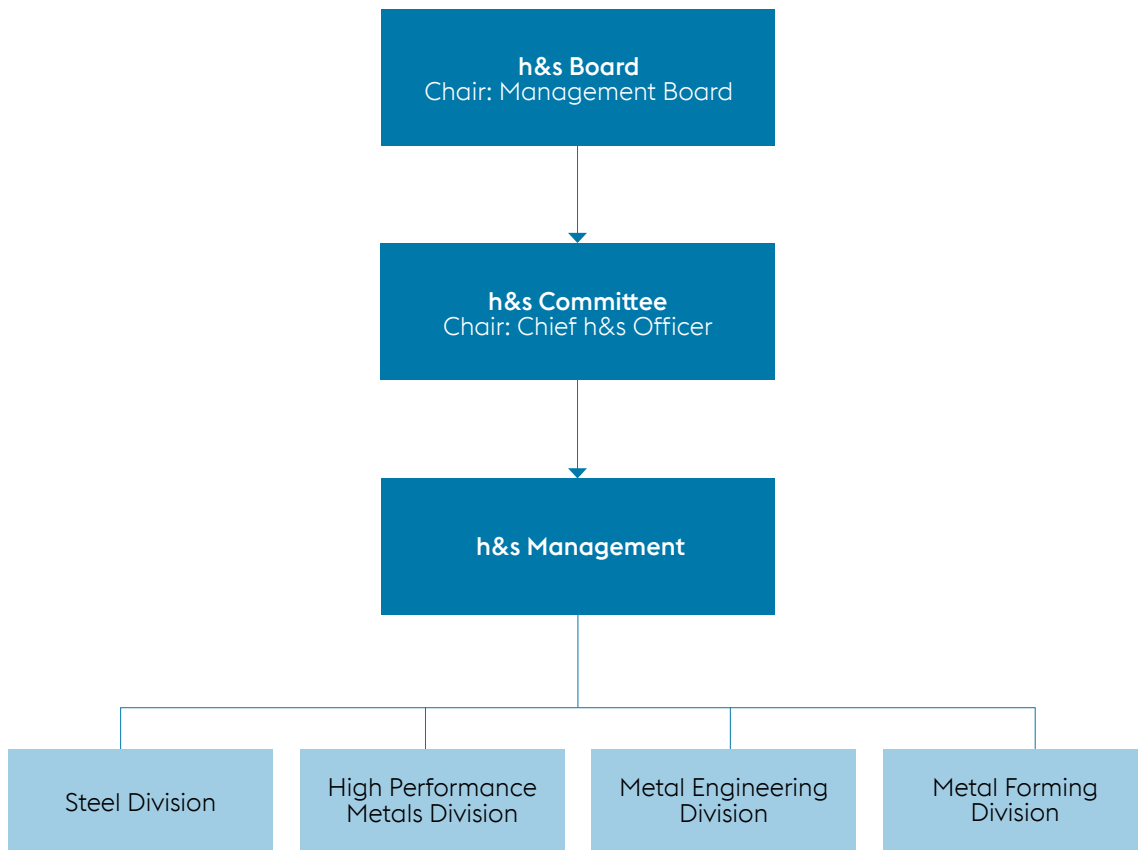 h&s Board
Chair: Management Board
h&s Committee
Chair: Chief h&s Officer
h&s Management
Steel Division
High Performance
Metals Division
Metal Engineering
Division
Metal Forming
Division